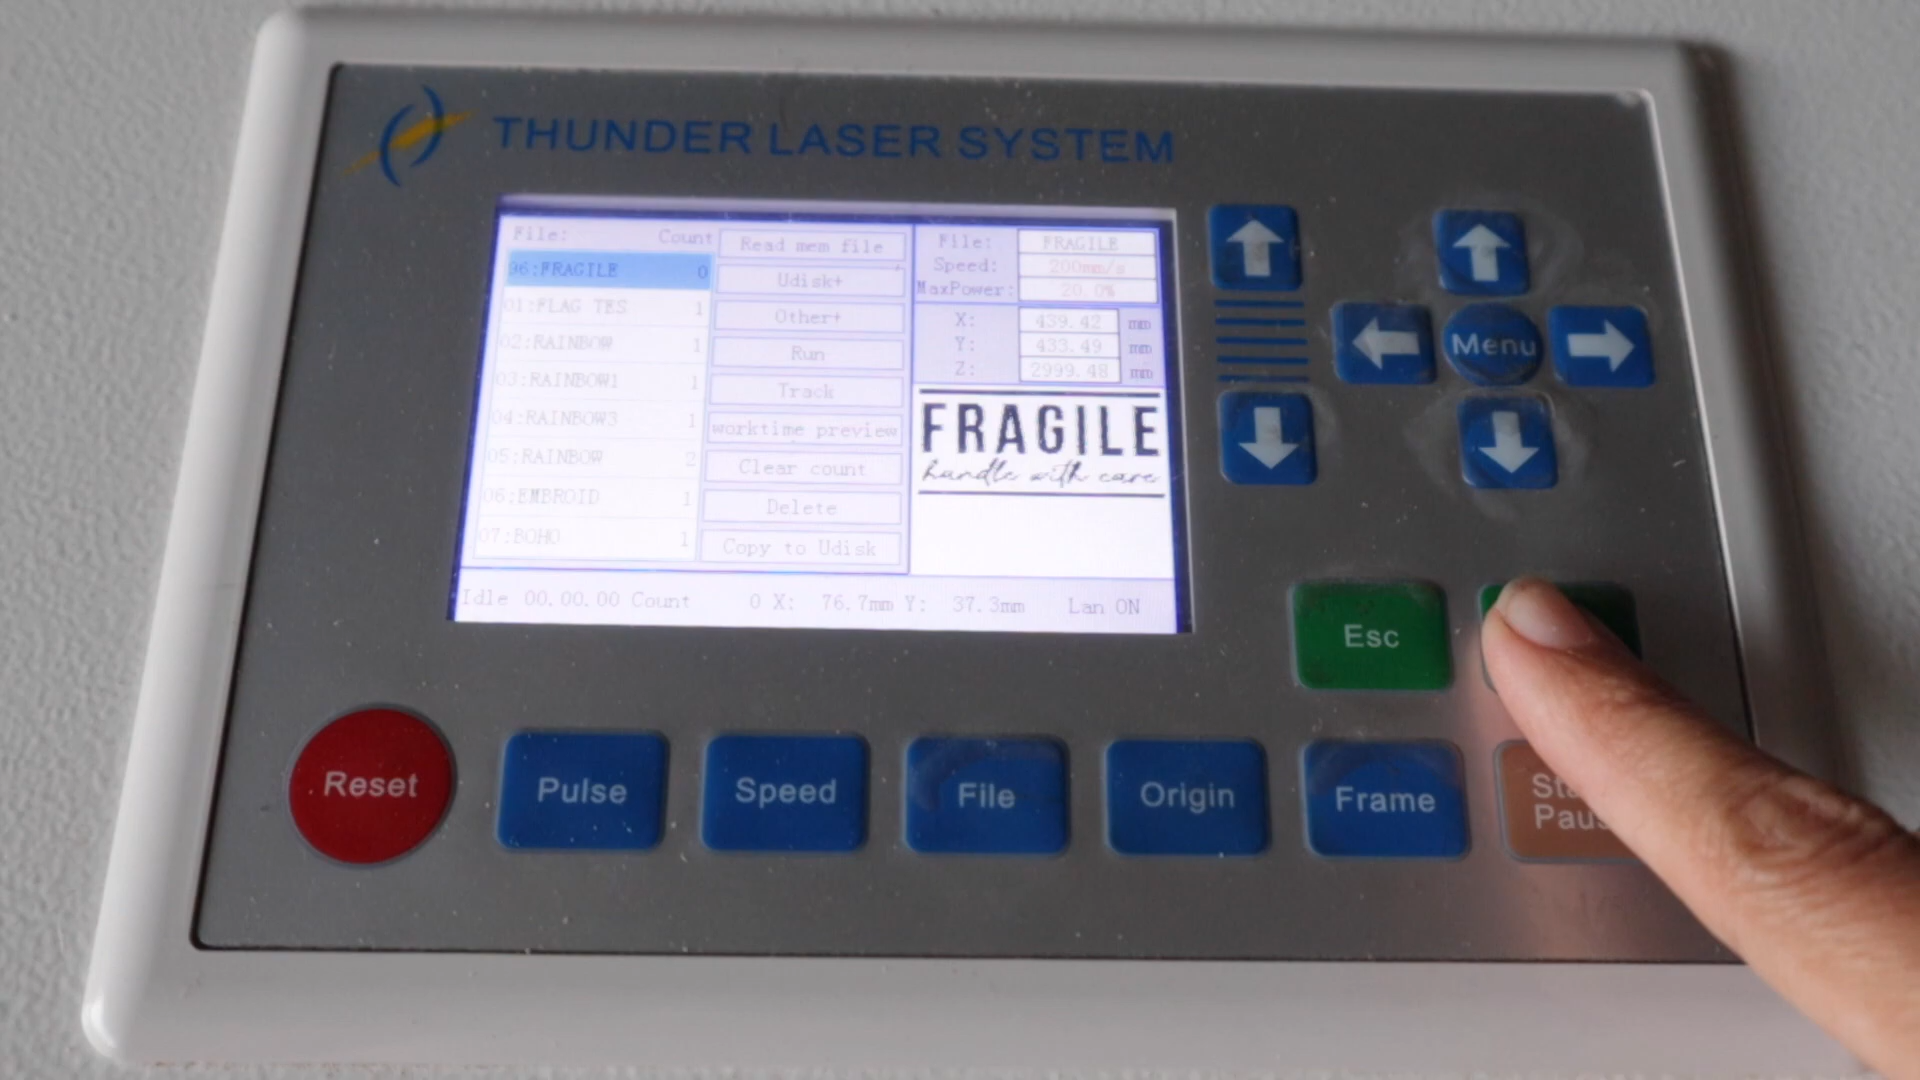 THUNDER LASER SYSTEM
File: Count
96:FRAGILE 0
01:FLAG TES 1
02:RAINBOW 1
03:RAINBOW1 1
04:RAINBOW3 1
05:RAINBOW 2
06:EMBROID 1
07:BOHO 1
Read mem file
Udisk+
Other+
Run
Track
worktime preview
Clear count
Delete
Copy to Udisk
File: FRAGILE
Speed: 200mm/s
MaxPower: 20.0%
X: 439.42 mm
Y: 433.49 mm
Z: 2999.48 mm
FRAGILE
handle with care
Idle 00.00.00 Count 0 X: 76.7mm Y: 37.3mm Lan ON
Menu
Esc
Reset
Pulse
Speed
File
Origin
Frame